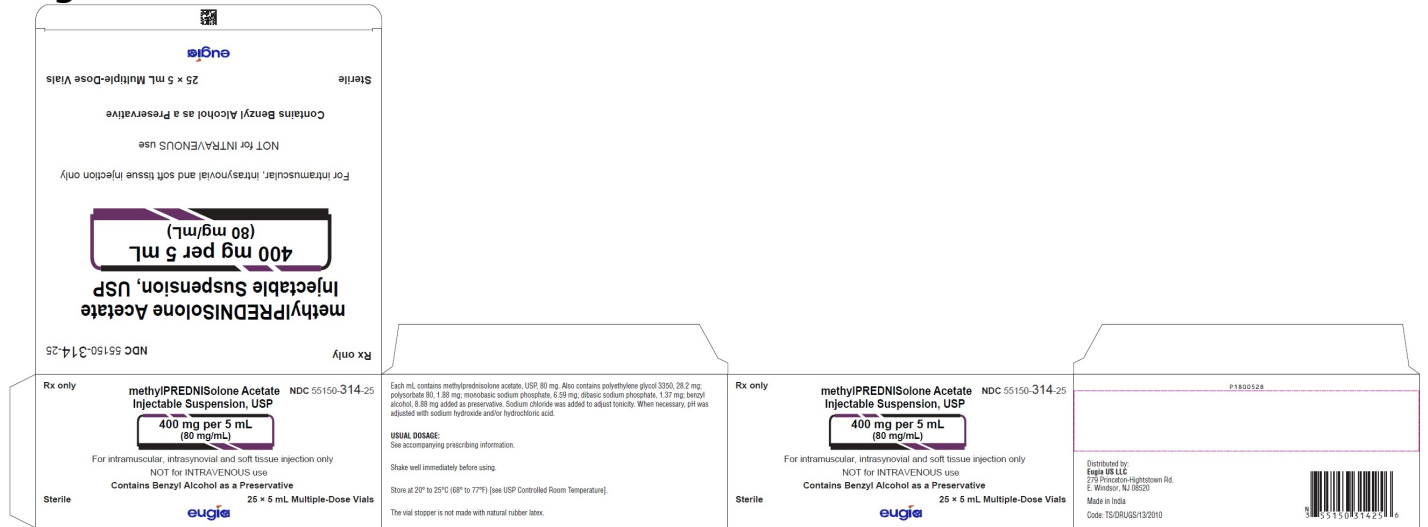 eugia
Sterile 25 × 5 mL Multiple-Dose Vials
Contains Benzyl Alcohol as a Preservative
NOT for INTRAVENOUS use
For intramuscular, intrasynovial and soft tissue injection only
(80 mg/mL)
400 mg per 5 mL
Injectable Suspension, USP
methylPREDNISolone Acetate
Rx only NDC 55150-314-25
Rx only
methylPREDNISolone Acetate NDC 55150-314-25
Injectable Suspension, USP
400 mg per 5 mL
(80 mg/mL)
For intramuscular, intrasynovial and soft tissue injection only
NOT for INTRAVENOUS use
Contains Benzyl Alcohol as a Preservative
Sterile 25 × 5 mL Multiple-Dose Vials
eugia
Each mL contains methylprednisolone acetate, USP, 80 mg. Also contains polyethylene glycol 3350, 28.2 mg;
polysorbate 80, 1.88 mg; monobasic sodium phosphate, 6.59 mg; dibasic sodium phosphate, 1.37 mg; benzyl
alcohol, 8.88 mg added as preservative. Sodium chloride was added to adjust tonicity. When necessary, pH was
adjusted with sodium hydroxide and/or hydrochloric acid.
USUAL DOSAGE:
See accompanying prescribing information.
Shake well immediately before using.
Store at 20° to 25°C (68° to 77°F) [see USP Controlled Room Temperature].
The vial stopper is not made with natural rubber latex.
Rx only
methylPREDNISolone Acetate NDC 55150-314-25
Injectable Suspension, USP
400 mg per 5 mL
(80 mg/mL)
For intramuscular, intrasynovial and soft tissue injection only
NOT for INTRAVENOUS use
Contains Benzyl Alcohol as a Preservative
Sterile 25 × 5 mL Multiple-Dose Vials
eugia
P1800528
Distributed by:
Eugia US LLC
279 Princeton-Hightstown Rd.
E. Windsor, NJ 08520
Made in India
Code: TS/DRUGS/13/2010
N
3 55150 31425 6